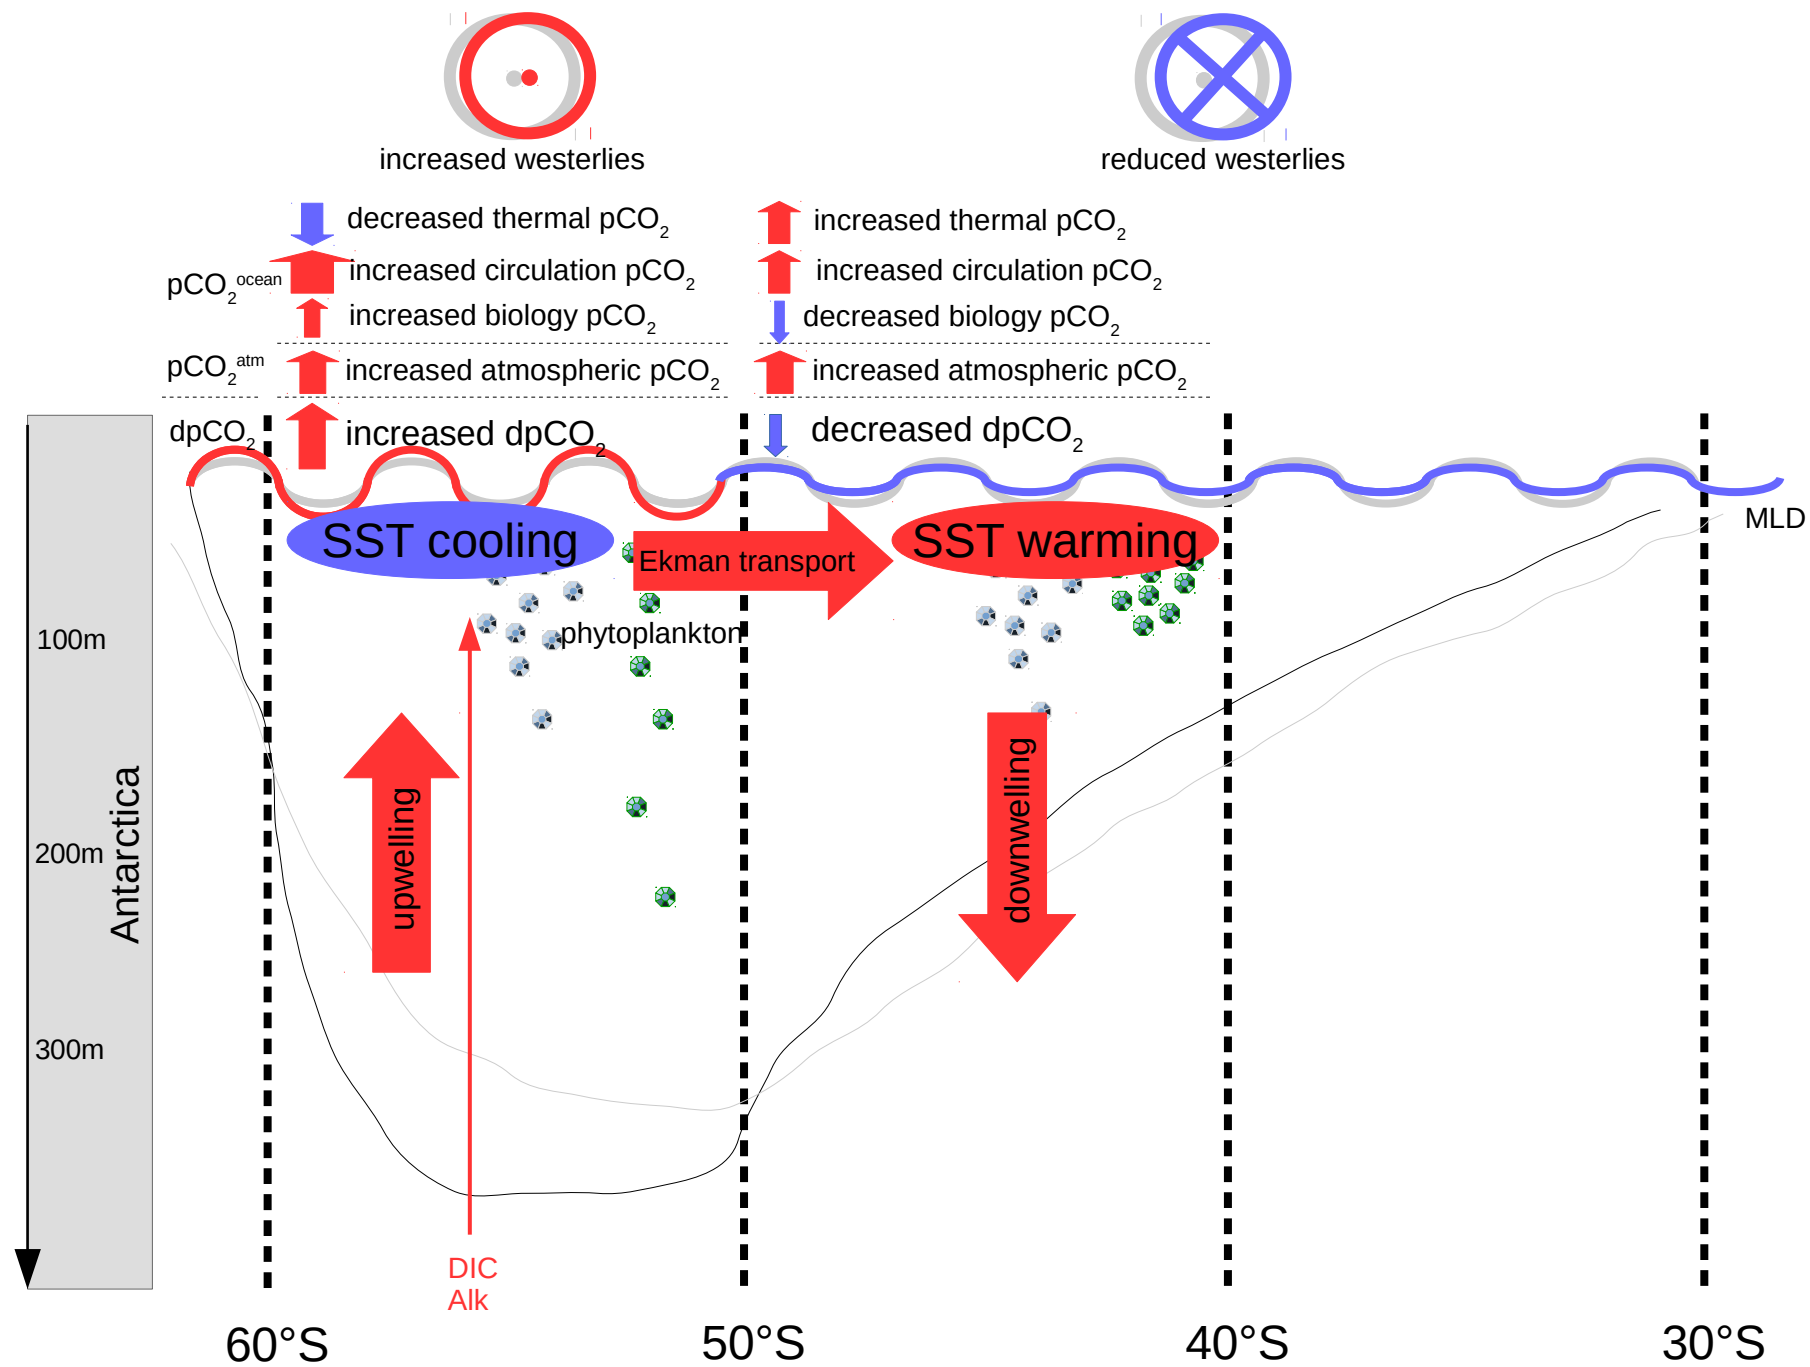 increased westerlies
reduced westerlies
decreased thermal pCO₂
increased thermal pCO₂
pCO₂ᵒᶜᵉᵃⁿ
increased circulation pCO₂
increased circulation pCO₂
increased biology pCO₂
decreased biology pCO₂
pCO₂ᵃᵗᵐ
increased atmospheric pCO₂
increased atmospheric pCO₂
dpCO₂
increased dpCO₂
decreased dpCO₂
MLD
SST cooling
Ekman transport
SST warming
phytoplankton
100m
200m
300m
Antarctica
upwelling
downwelling
DIC
Alk
60°S
50°S
40°S
30°S